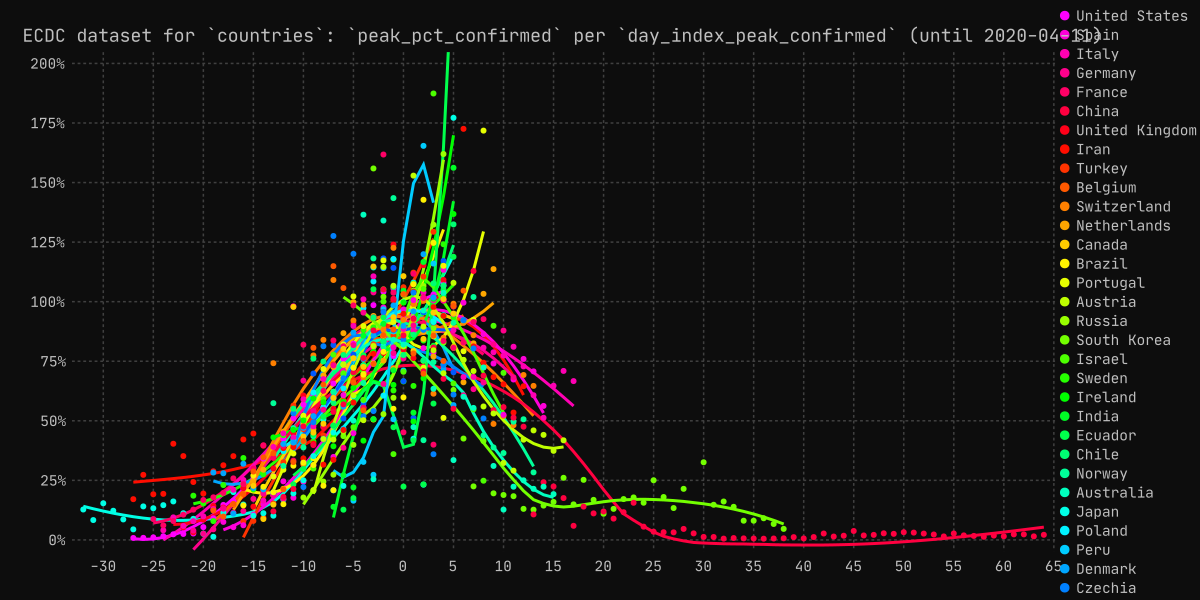 ECDC dataset for `countries`: `peak_pct_confirmed` per `day_index_peak_confirmed` (until 2020-04-11)
200%
175%
150%
125%
100%
75%
50%
25%
0%
-30 -25 -20 -15 -10 -5 0 5 10 15 20 25 30 35 40 45 50 55 60 65
United States
Spain
Italy
Germany
France
China
United Kingdom
Iran
Turkey
Belgium
Switzerland
Netherlands
Canada
Brazil
Portugal
Austria
Russia
South Korea
Israel
Sweden
Ireland
India
Ecuador
Chile
Norway
Australia
Japan
Poland
Peru
Denmark
Czechia